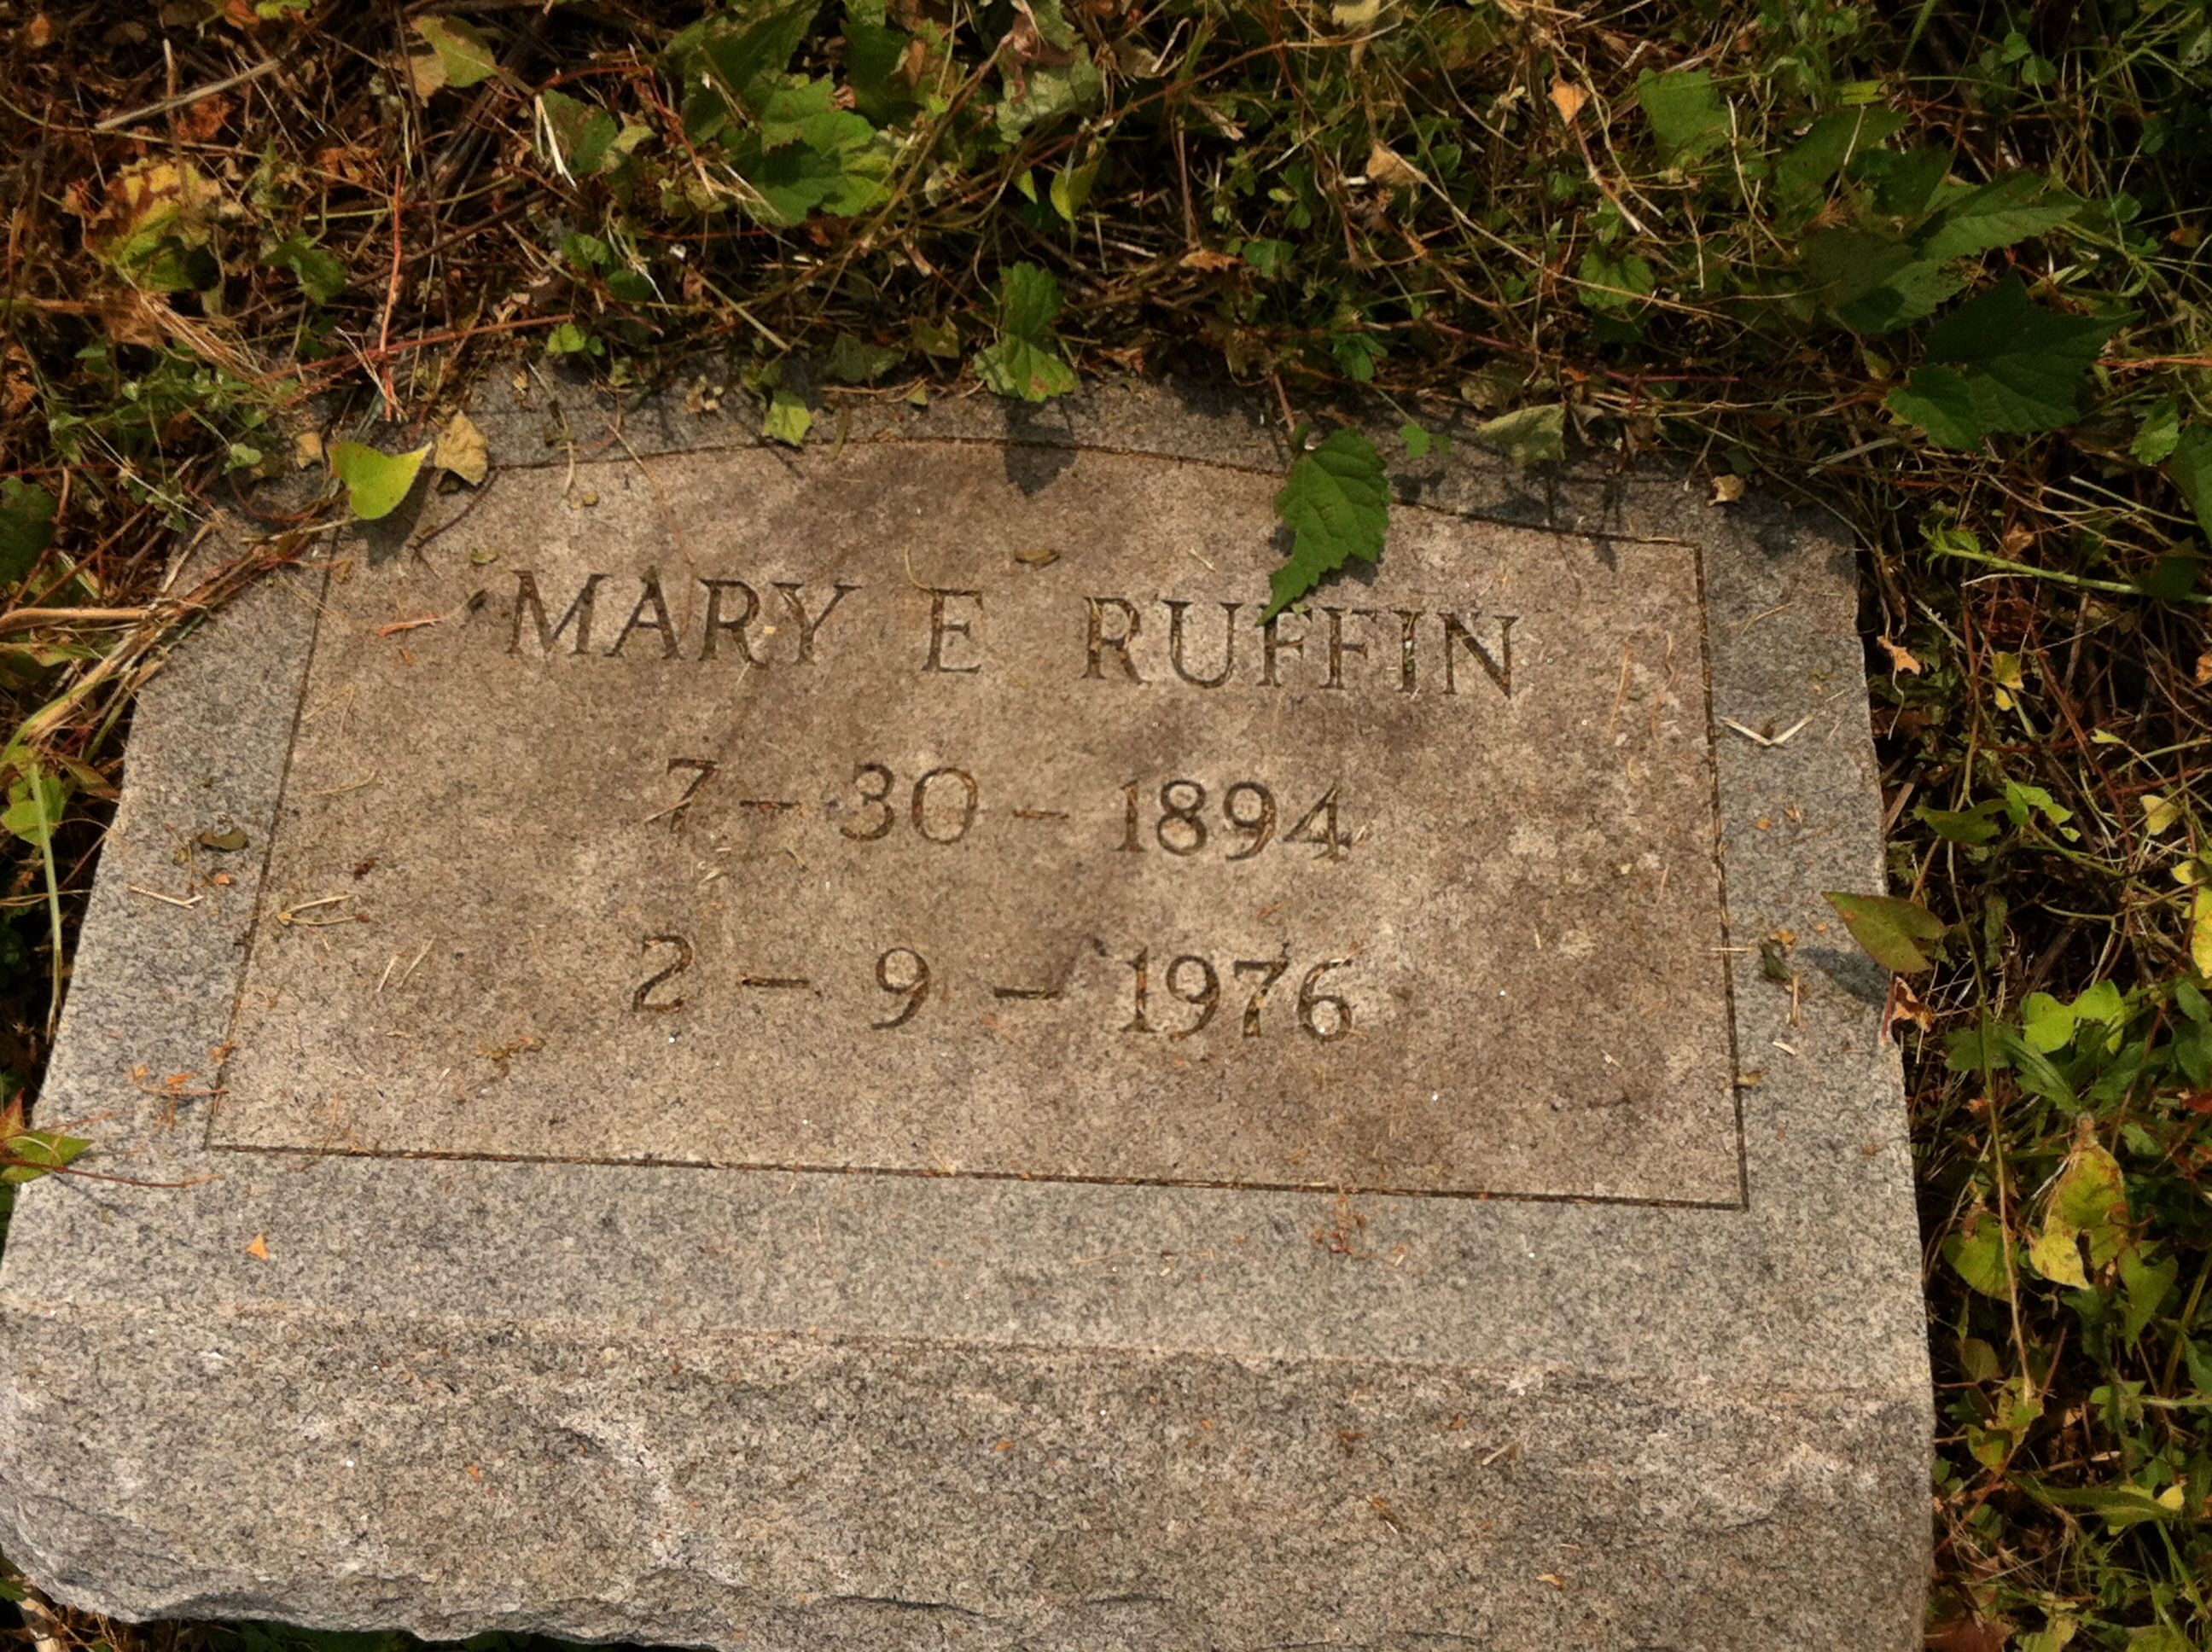 MARY E RUFFIN
7 - 30 - 1894
2 - 9 - 1976